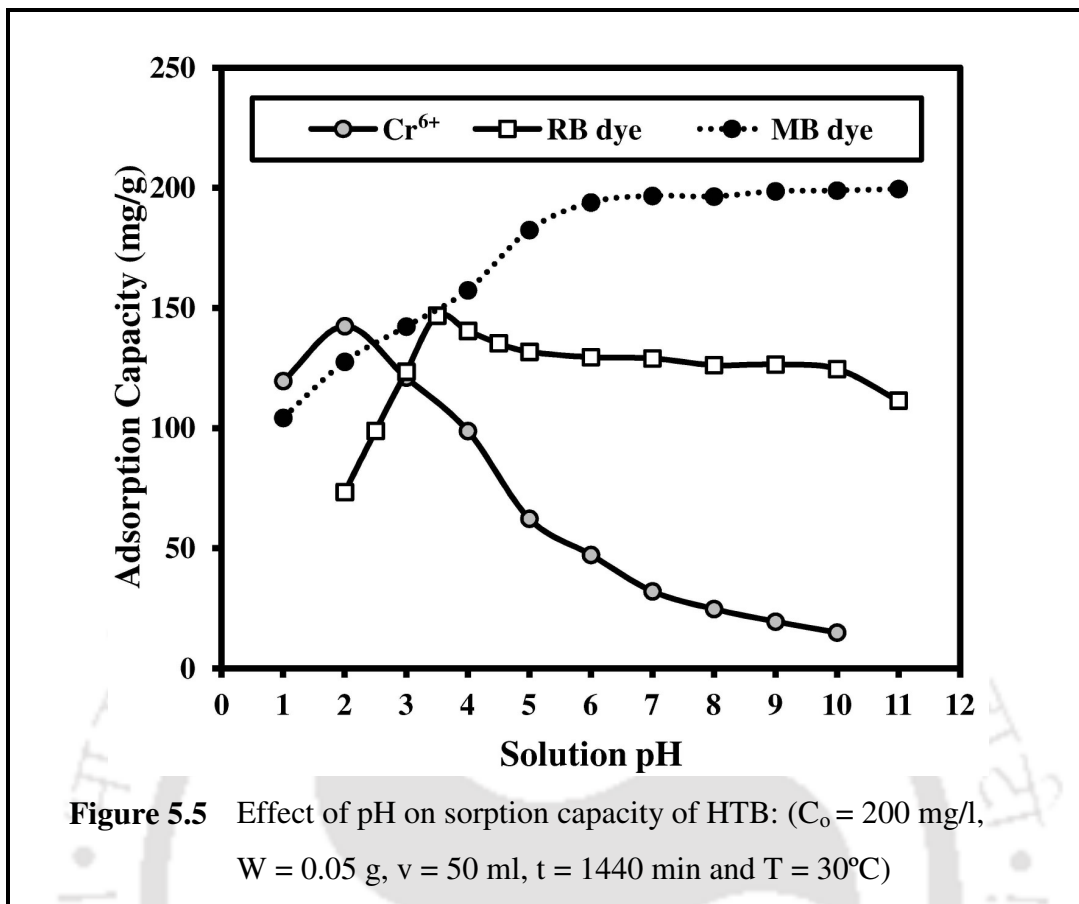 250
200
150
100
50
0
Adsorption Capacity (mg/g)
Cr⁶⁺ RB dye MB dye
0 1 2 3 4 5 6 7 8 9 10 11 12
Solution pH
Figure 5.5 Effect of pH on sorption capacity of HTB: (Cₒ = 200 mg/l,
W = 0.05 g, v = 50 ml, t = 1440 min and T = 30ºC)